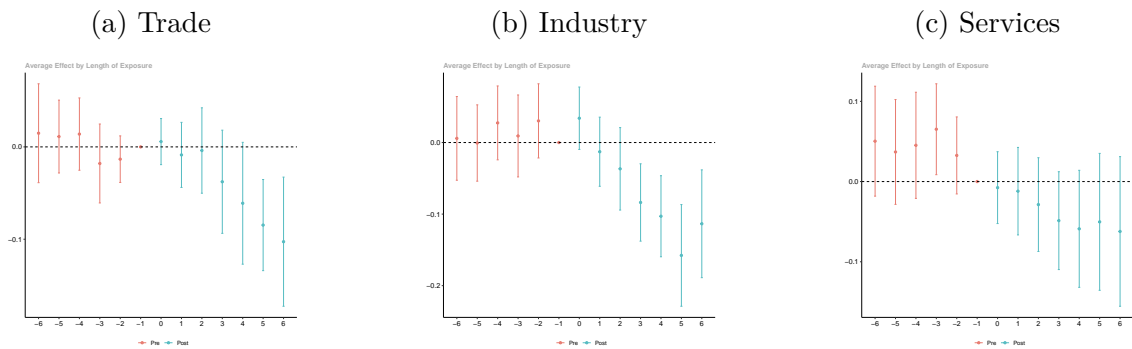 (a) Trade
(b) Industry
(c) Services
Average Effect by Length of Exposure
0.0
−0.1
−6 −5 −4 −3 −2 −1 0 1 2 3 4 5 6
Pre Post
Average Effect by Length of Exposure
0.0
−0.1
−0.2
−6 −5 −4 −3 −2 −1 0 1 2 3 4 5 6
Pre Post
Average Effect by Length of Exposure
0.1
0.0
−0.1
−6 −5 −4 −3 −2 −1 0 1 2 3 4 5 6
Pre Post